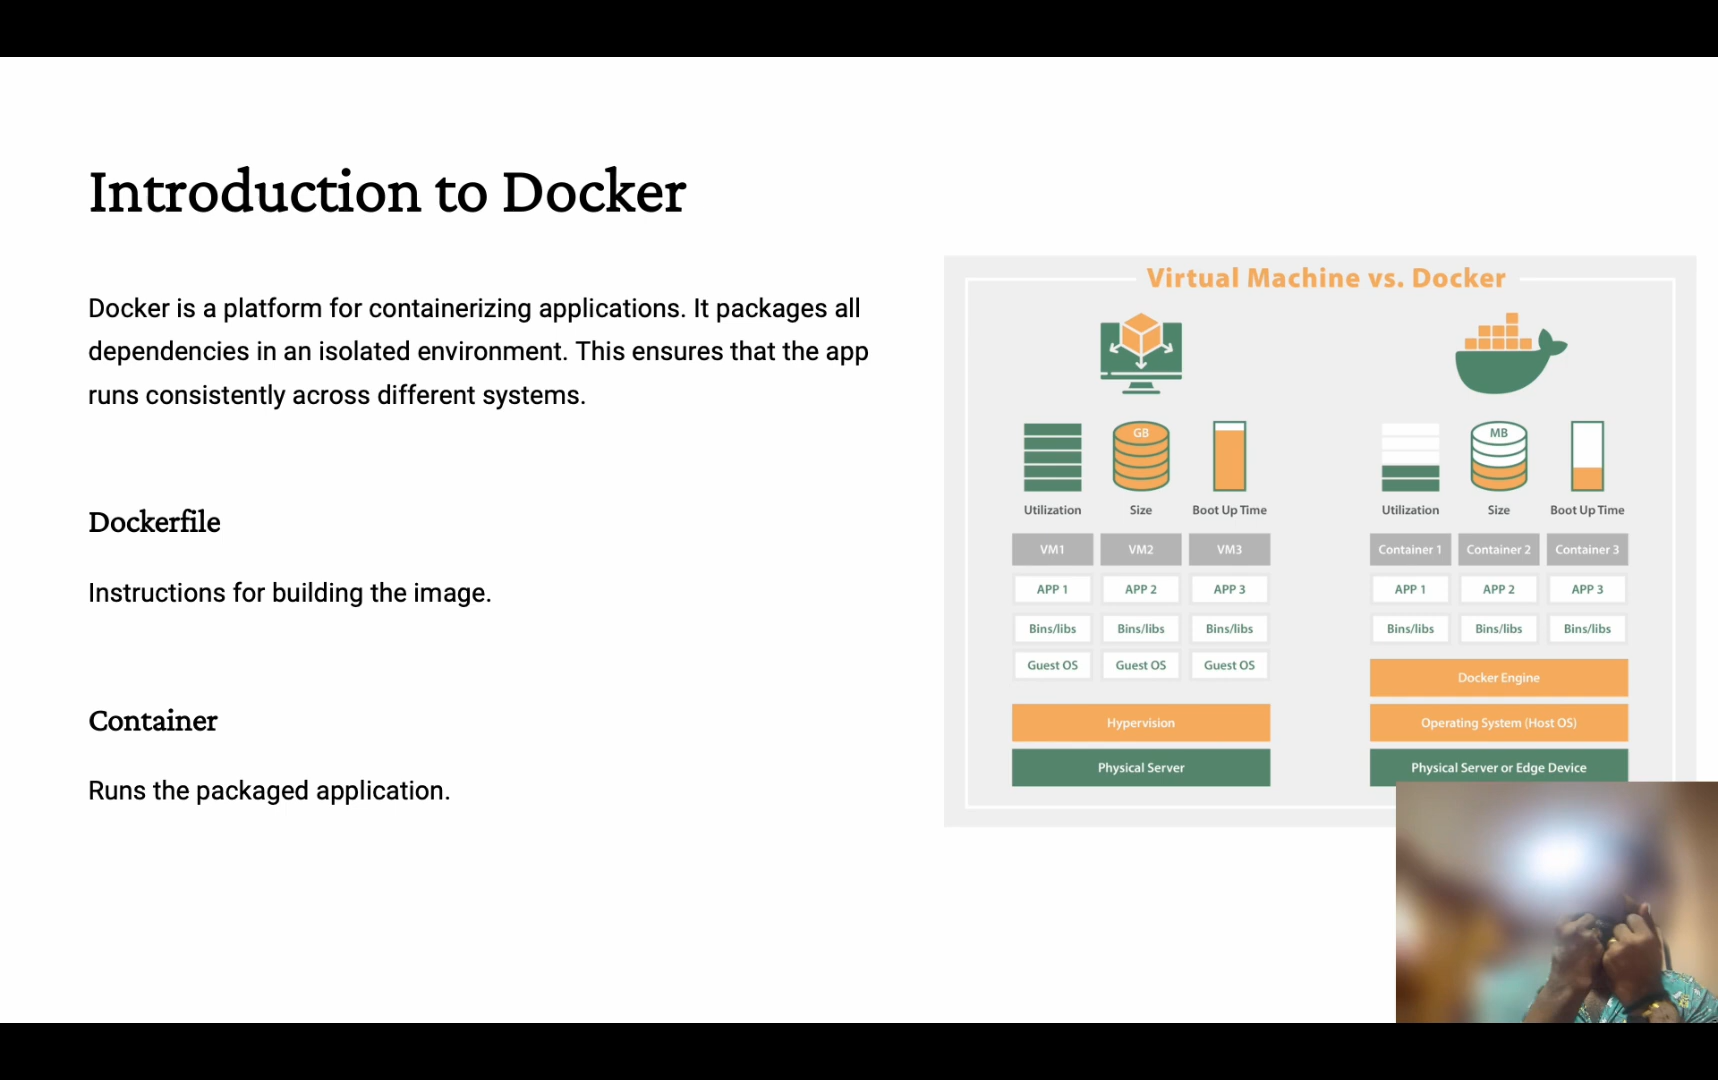 Introduction to Docker
Docker is a platform for containerizing applications. It packages all
dependencies in an isolated environment. This ensures that the app
runs consistently across different systems.
Dockerfile
Instructions for building the image.
Container
Runs the packaged application.
Virtual Machine vs. Docker
GB
Utilization Size Boot Up Time
VM1 VM2 VM3
APP 1 APP 2 APP 3
Bins/libs Bins/libs Bins/libs
Guest OS Guest OS Guest OS
Hypervision
Physical Server
MB
Utilization Size Boot Up Time
Container 1 Container 2 Container 3
APP 1 APP 2 APP 3
Bins/libs Bins/libs Bins/libs
Docker Engine
Operating System (Host OS)
Physical Server or Edge Device